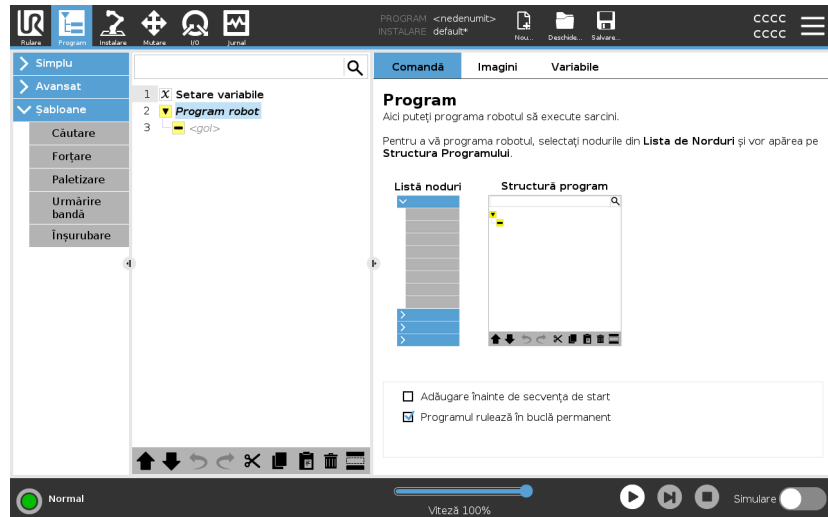 UR
Rulare
Program
Instalare
Mutare
I/O
Jurnal
PROGRAM <nedenumit>
INSTALARE default*
Nou...
Deschide...
Salvare...
cccc
cccc
Simplu
Avansat
Șabloane
Căutare
Forțare
Paletizare
Urmărire
bandă
Înșurubare
1 X Setare variabile
2 Program robot
3 <gol>
Comandă
Imagini
Variabile
Program
Aici puteți programa robotul să execute sarcini.
Pentru a vă programa robotul, selectați nodurile din Lista de Norduri și vor apărea pe
Structura Programului.
Listă noduri
Structură program
Adăugare înainte de secvența de start
Programul rulează în buclă permanent
Normal
Viteză 100%
Simulare